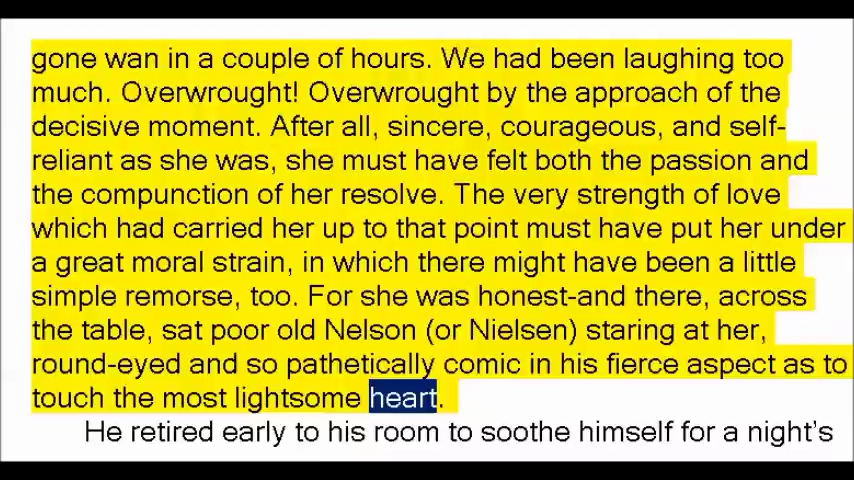 gone wan in a couple of hours. We had been laughing too
much. Overwrought! Overwrought by the approach of the
decisive moment. After all, sincere, courageous, and self-
reliant as she was, she must have felt both the passion and
the compunction of her resolve. The very strength of love
which had carried her up to that point must have put her under
a great moral strain, in which there might have been a little
simple remorse, too. For she was honest-and there, across
the table, sat poor old Nelson (or Nielsen) staring at her,
round-eyed and so pathetically comic in his fierce aspect as to
touch the most lightsome heart.
He retired early to his room to soothe himself for a night's